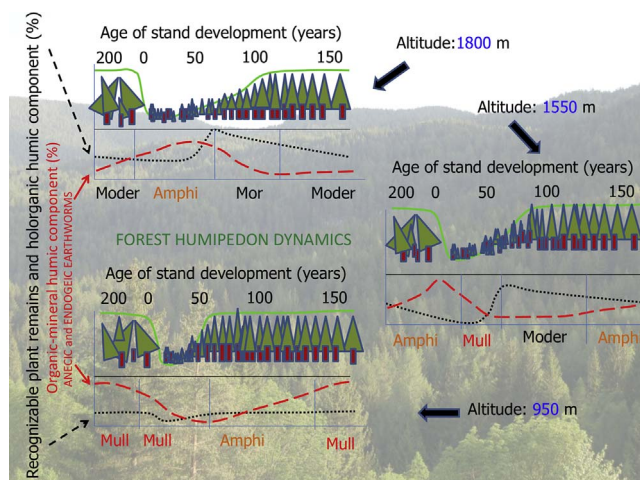 Age of stand development (years)
200 0 50 100 150
Altitude:1800 m
Moder Amphi Mor Moder
Altitude: 1550 m
Age of stand development (years)
200 0 50 100 150
Amphi Mull Moder Amph
FOREST HUMIPEDON DYNAMICS
Age of stand development (years)
200 0 50 100 150
Mull Mull Amphi Mull
Altitude: 950 m
Recognizable plant remains and holorganic humic component (%)
Organic-mineral humic component (%)
ANECIC and ENDOGEIC EARTHWORMS